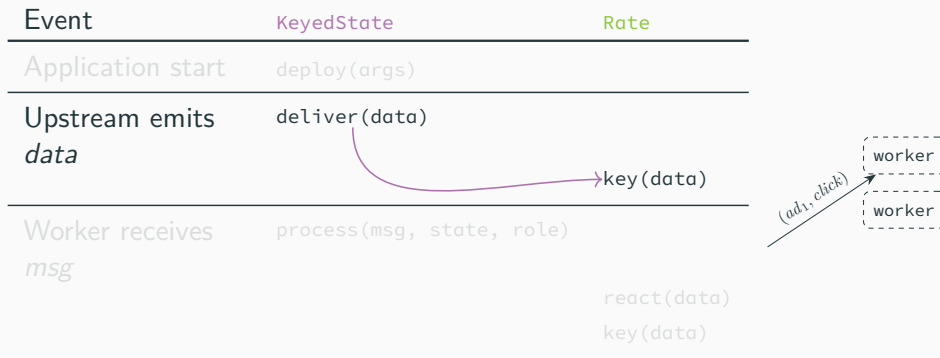 Event KeyedState Rate
Application start deploy(args)
Upstream emits deliver(data)
data
key(data)
worker
(ad₁, click)
worker
Worker receives process(msg, state, role)
msg
react(data)
key(data)